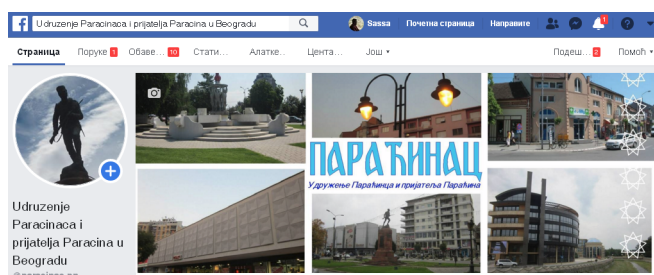 Udruzenje Paracinaca i prijatelja Paracina u Beogradu
Sassa Почетна страница Направите 1
Страница Поруке 1 Обаве... 10 Стати... Алатке.. Цента... Још Подеш... 2 Помоћ
ПАРАЋИНАЦ
Удружење Параћинца и пријатеља Параћина
Udruzenje
Paracinaca i
prijatelja Paracina u
Beogradu